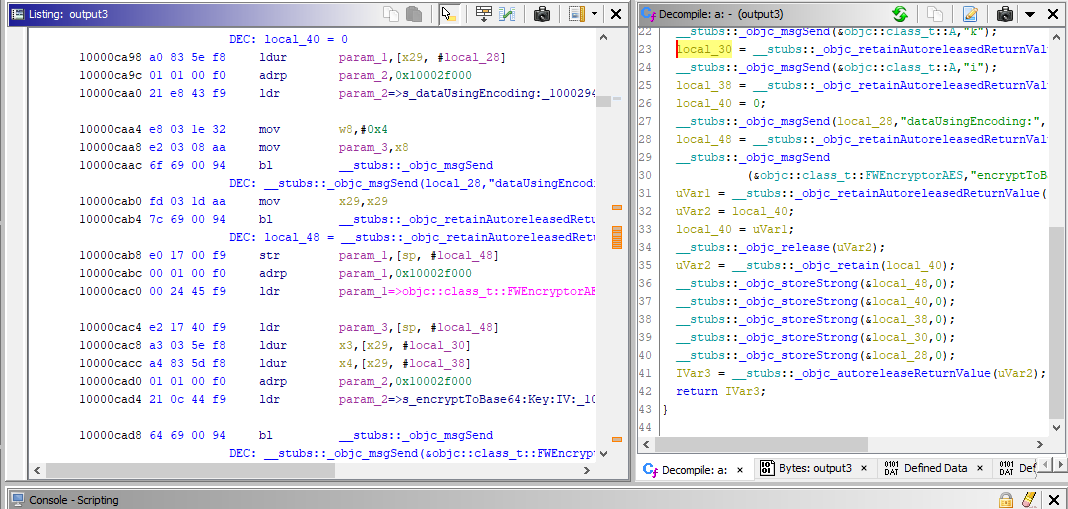 Listing: output3
DEC: local_40 = 0
10000ca98 a0 83 5e f8 ldur param_1,[x29, #local_28]
10000ca9c 01 01 00 f0 adrp param_2,0x10002f000
10000caa0 21 e8 43 f9 ldr param_2=>s_dataUsingEncoding:_1000294
10000caa4 e8 03 1e 32 mov w8,#0x4
10000caa8 e2 03 08 aa mov param_3,x8
10000caac 6f 69 00 94 bl __stubs::_objc_msgSend
DEC: __stubs::_objc_msgSend(local_28,"dataUsingEncodi
10000cab0 fd 03 1d aa mov x29,x29
10000cab4 7c 69 00 94 bl __stubs::_objc_retainAutoreleasedRetu
DEC: local_48 = __stubs::_objc_retainAutoreleasedRetu
10000cab8 e0 17 00 f9 str param_1,[sp, #local_48]
10000cabc 00 01 00 f0 adrp param_1,0x10002f000
10000cac0 00 24 45 f9 ldr param_1=>objc::class_t::FWEncryptorAE
10000cac4 e2 17 40 f9 ldr param_3,[sp, #local_48]
10000cac8 a3 03 5e f8 ldur x3,[x29, #local_30]
10000cacc a4 83 5d f8 ldur x4,[x29, #local_38]
10000cad0 01 01 00 f0 adrp param_2,0x10002f000
10000cad4 21 0c 44 f9 ldr param_2=>s_encryptToBase64:Key:IV:_10
10000cad8 64 69 00 94 bl __stubs::_objc_msgSend
DEC: __stubs::_objc_msgSend(&objc::class_t::FWEncryp
Decompile: a: - (output3)
22 __stubs::_objc_msgSend(&objc::class_t::A,"k");
23 local_30 = __stubs::_objc_retainAutoreleasedReturnVal
24 __stubs::_objc_msgSend(&objc::class_t::A,"i");
25 local_38 = __stubs::_objc_retainAutoreleasedReturnVal
26 local_40 = 0;
27 __stubs::_objc_msgSend(local_28,"dataUsingEncoding:",
28 local_48 = __stubs::_objc_retainAutoreleasedReturnVal
29 __stubs::_objc_msgSend
30 (&objc::class_t::FWEncryptorAES,"encryptToB
31 uVar1 = __stubs::_objc_retainAutoreleasedReturnValue(
32 uVar2 = local_40;
33 local_40 = uVar1;
34 __stubs::_objc_release(uVar2);
35 uVar2 = __stubs::_objc_retain(local_40);
36 __stubs::_objc_storeStrong(&local_48,0);
37 __stubs::_objc_storeStrong(&local_40,0);
38 __stubs::_objc_storeStrong(&local_38,0);
39 __stubs::_objc_storeStrong(&local_30,0);
40 __stubs::_objc_storeStrong(&local_28,0);
41 IVar3 = __stubs::_objc_autoreleaseReturnValue(uVar2);
42 return IVar3;
43 }
44
Decompile: a: × Bytes: output3 × Defined Data × Def
Console - Scripting